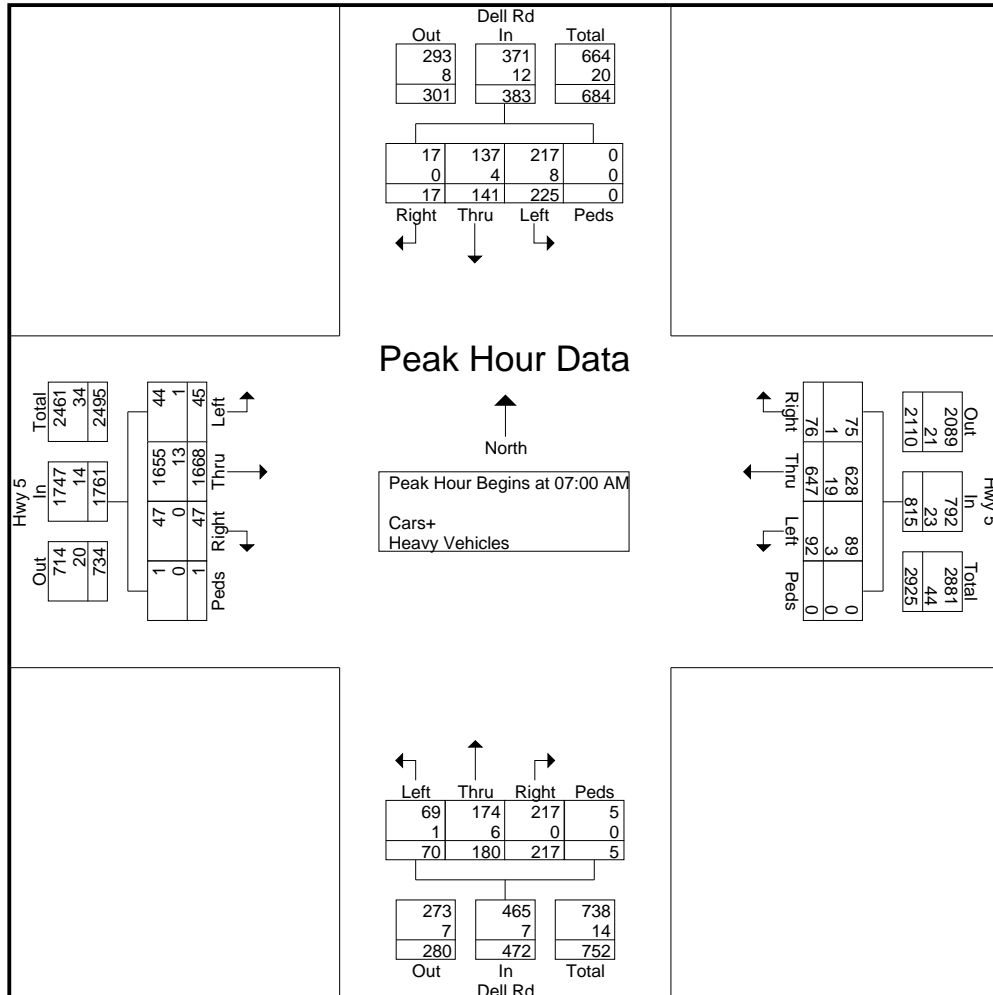 Dell Rd
Out In Total
293 371 664
8 12 20
301 383 684
17 137 217 0
0 4 8 0
17 141 225 0
Right Thru Left Peds
Peak Hour Data
North
Peak Hour Begins at 07:00 AM
Cars+
Heavy Vehicles
Hwy 5
Total In Out
2461 1747 714
34 14 20
2495 1761 734
44 1655 47 1
1 13 0 0
45 1668 47 1
Left Thru Right Peds
Hwy 5
Out In Total
2089 792 2881
21 23 44
2110 815 2925
75 628 89 0
1 19 3 0
76 647 92 0
Right Thru Left Peds
Left Thru Right Peds
69 174 217 5
1 6 0 0
70 180 217 5
273 465 738
7 7 14
280 472 752
Out In Total
Dell Rd